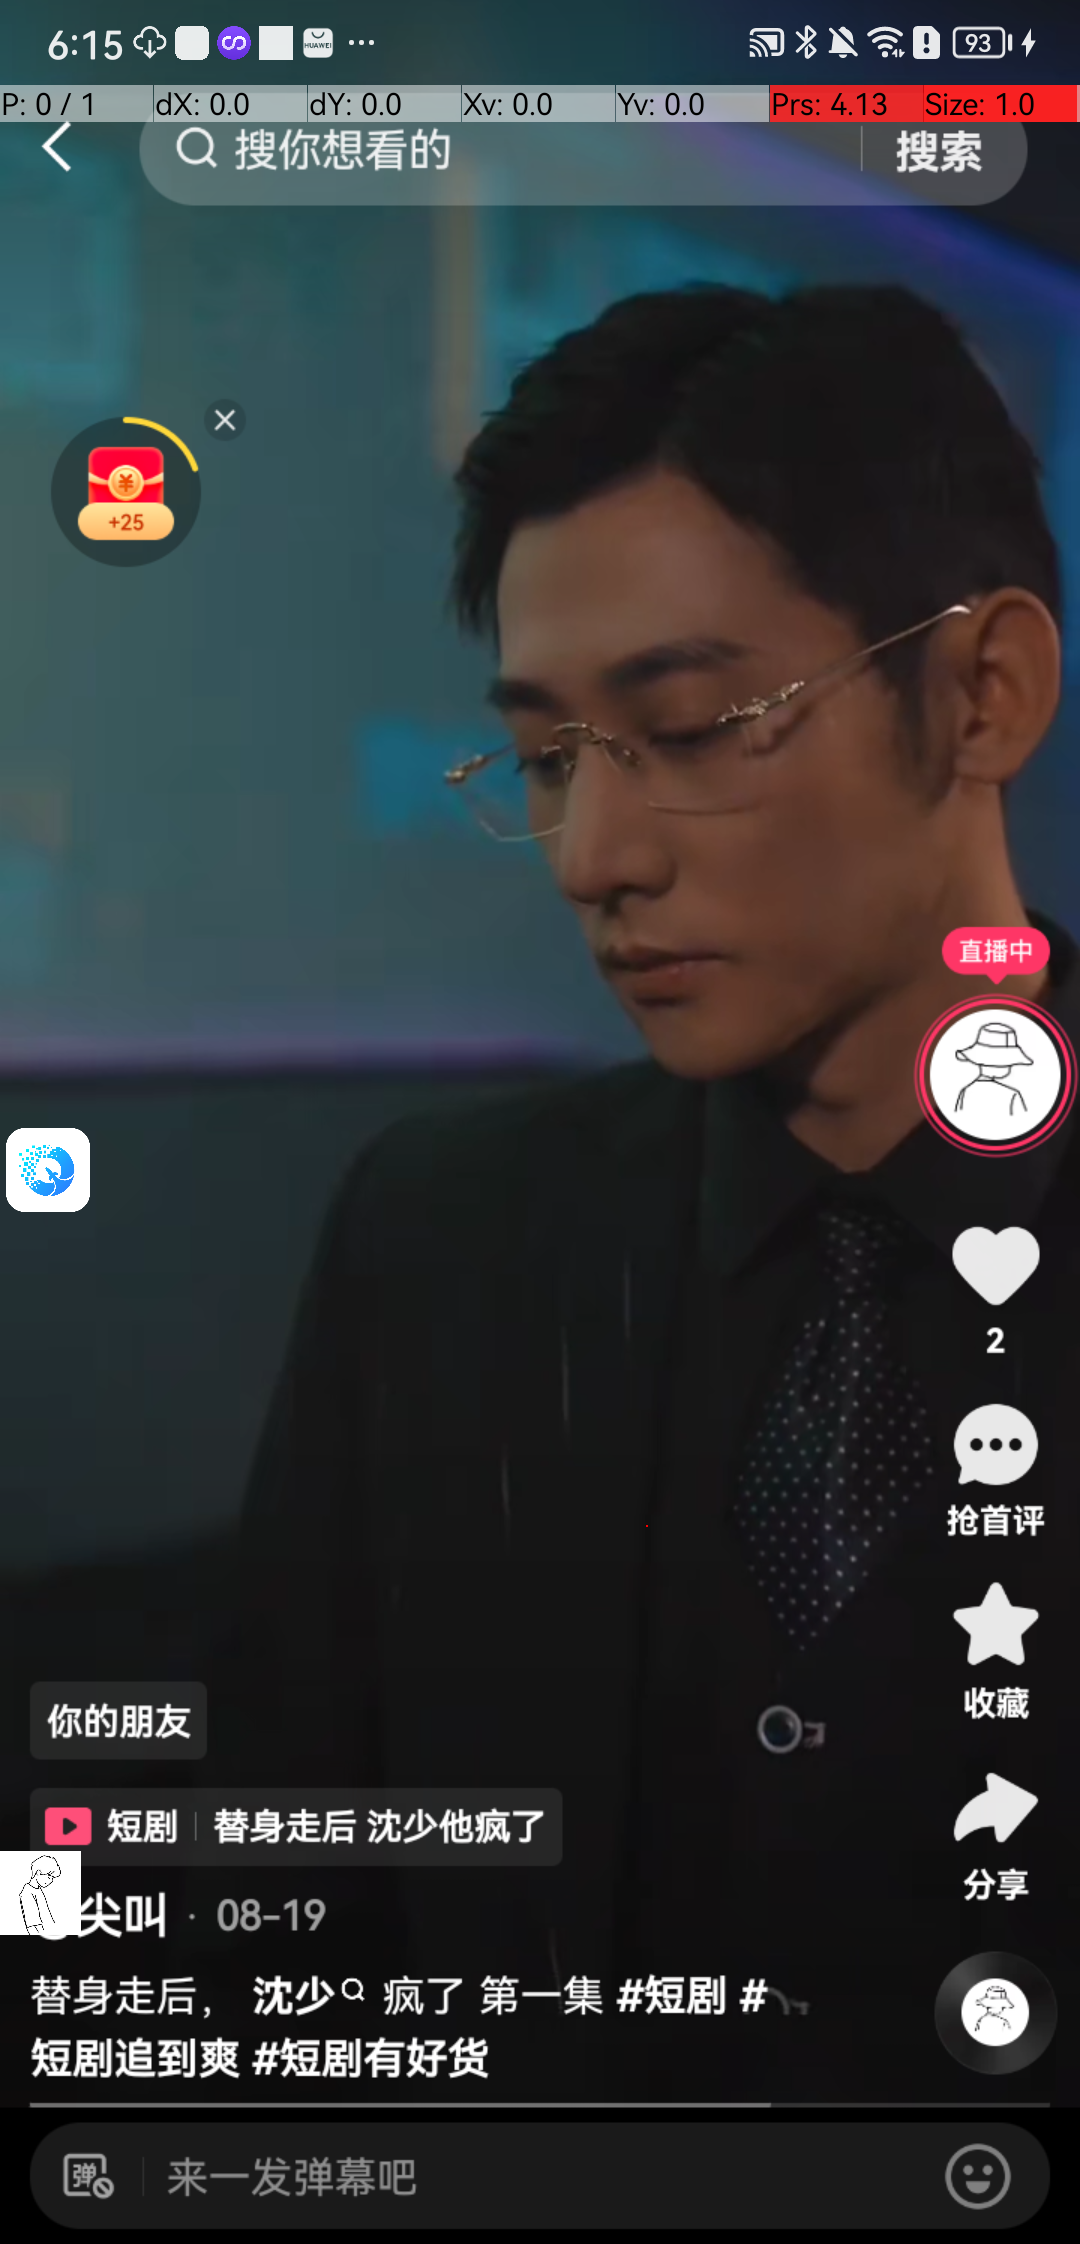 6:15
HUAWEI
93
P: 0 / 1
dX: 0.0
dY: 0.0
Xv: 0.0
Yv: 0.0
Prs: 4.13
Size: 1.0
搜你想看的
搜索
+25
直播中
2
抢首评
收藏
分享
你的朋友
短剧 | 替身走后 沈少他疯了
尖叫 · 08-19
替身走后， 沈少 疯了 第一集 #短剧 #
短剧追到爽 #短剧有好货
弹
来一发弹幕吧